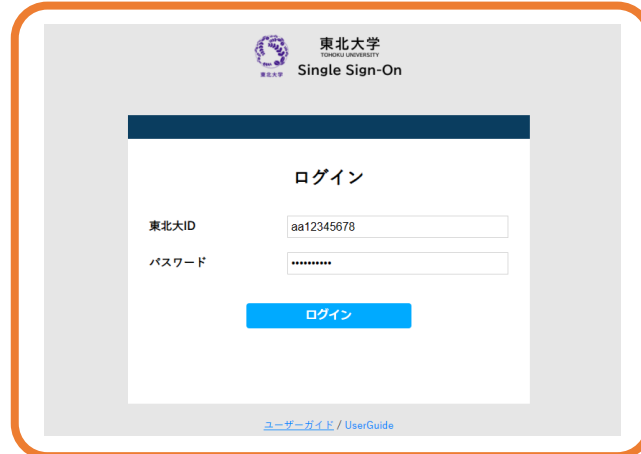 東北大学
TOHOKU UNIVERSITY
東北大学
Single Sign-On
ログイン
東北大ID
aa12345678
パスワード
••••••••••
ログイン
ユーザーガイド / UserGuide